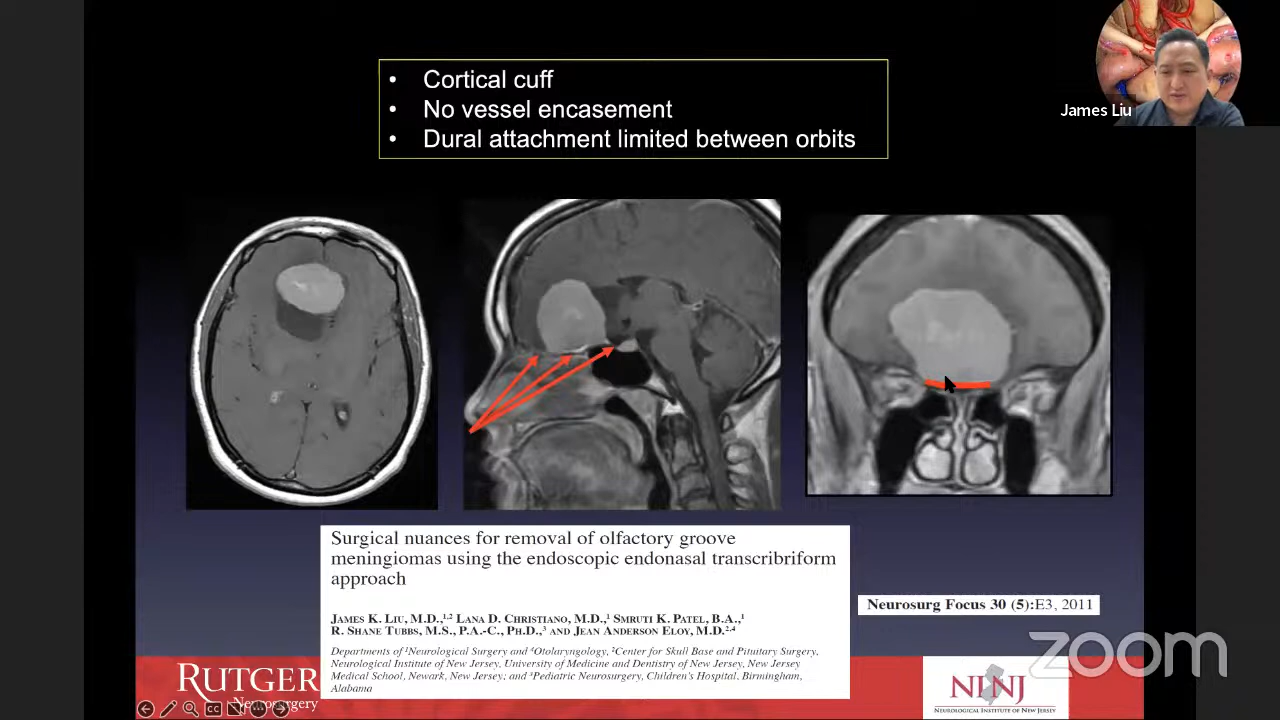 • Cortical cuff
• No vessel encasement
• Dural attachment limited between orbits
James Liu
Surgical nuances for removal of olfactory groove
meningiomas using the endoscopic endonasal transcribriform
approach
JAMES K. LIU, M.D.,1,2 LANA D. CHRISTIANO, M.D.,1 SMRUTI K. PATEL, B.A.,1
R. SHANE TUBBS, M.S., P.A.-C., PH.D.,3 AND JEAN ANDERSON ELOY, M.D.2,4
Departments of 1Neurological Surgery and 4Otolaryngology, 2Center for Skull Base and Pituitary Surgery,
Neurological Institute of New Jersey, University of Medicine and Dentistry of New Jersey, New Jersey
Medical School, Newark, New Jersey; and 3Pediatric Neurosurgery, Children's Hospital, Birmingham,
Alabama
Neurosurg Focus 30 (5):E3, 2011
zoom
RUTGER
Neurosurgery
NINJ
NEUROLOGICAL INSTITUTE OF NEW JERSEY